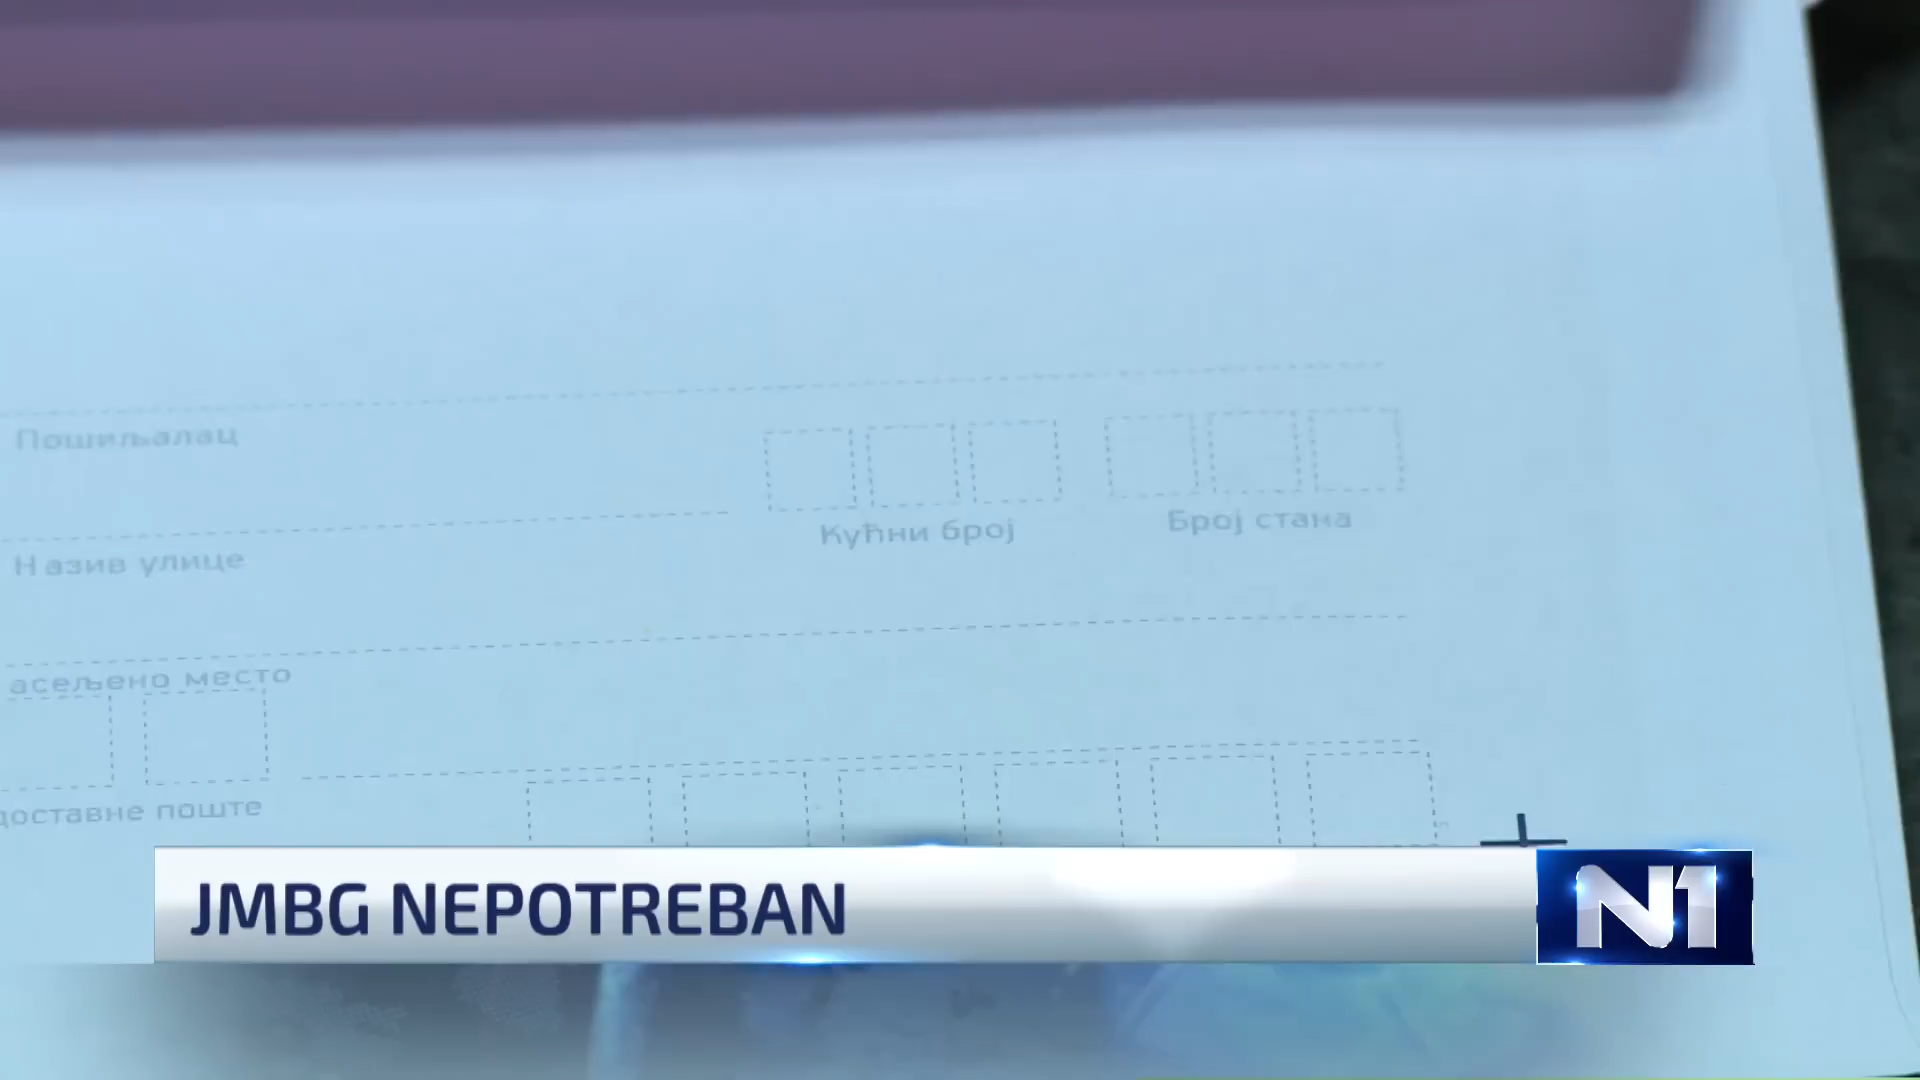 Пошиљалац
Кућни број
Број стана
Назив улице
асељено место
доставне поште
JMBG NEPOTREBAN
N1